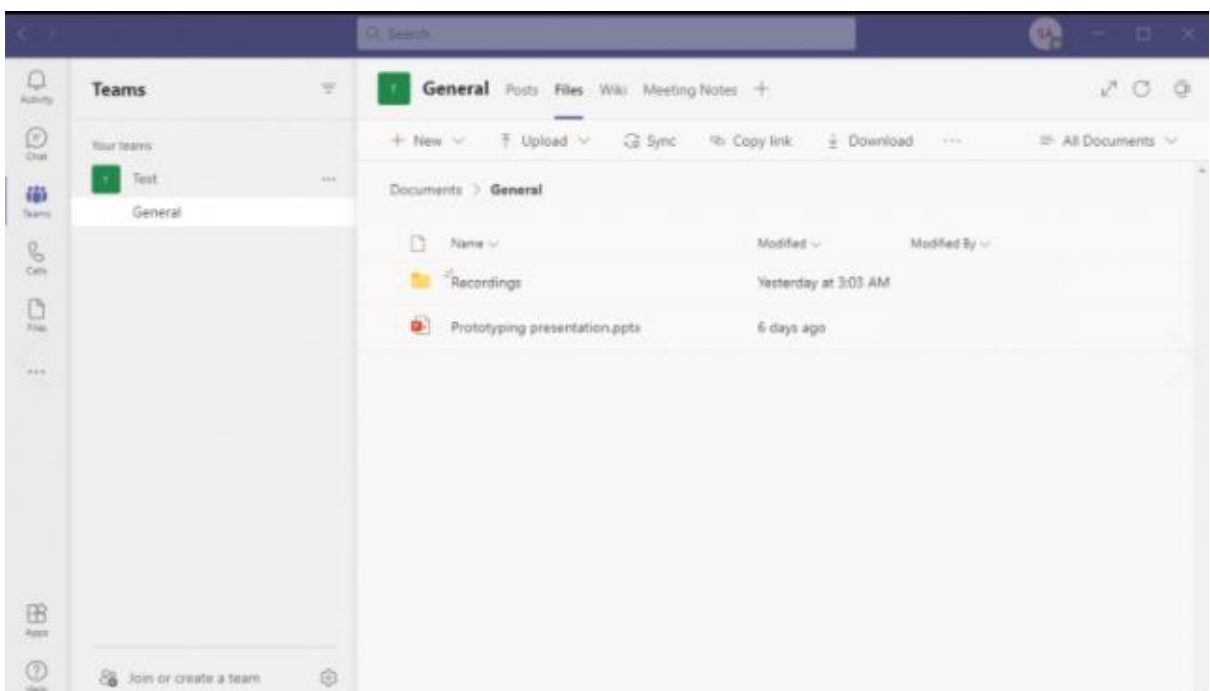 Search
SA
Activity
Chat
Teams
Calls
Files
Apps
Help
Teams
Your teams
T Test
General
Join or create a team
T General Posts Files Wiki Meeting Notes
New Upload Sync Copy link Download All Documents
Documents > General
Name Modified Modified By
Recordings Yesterday at 3:03 AM
Prototyping presentation.pptx 6 days ago